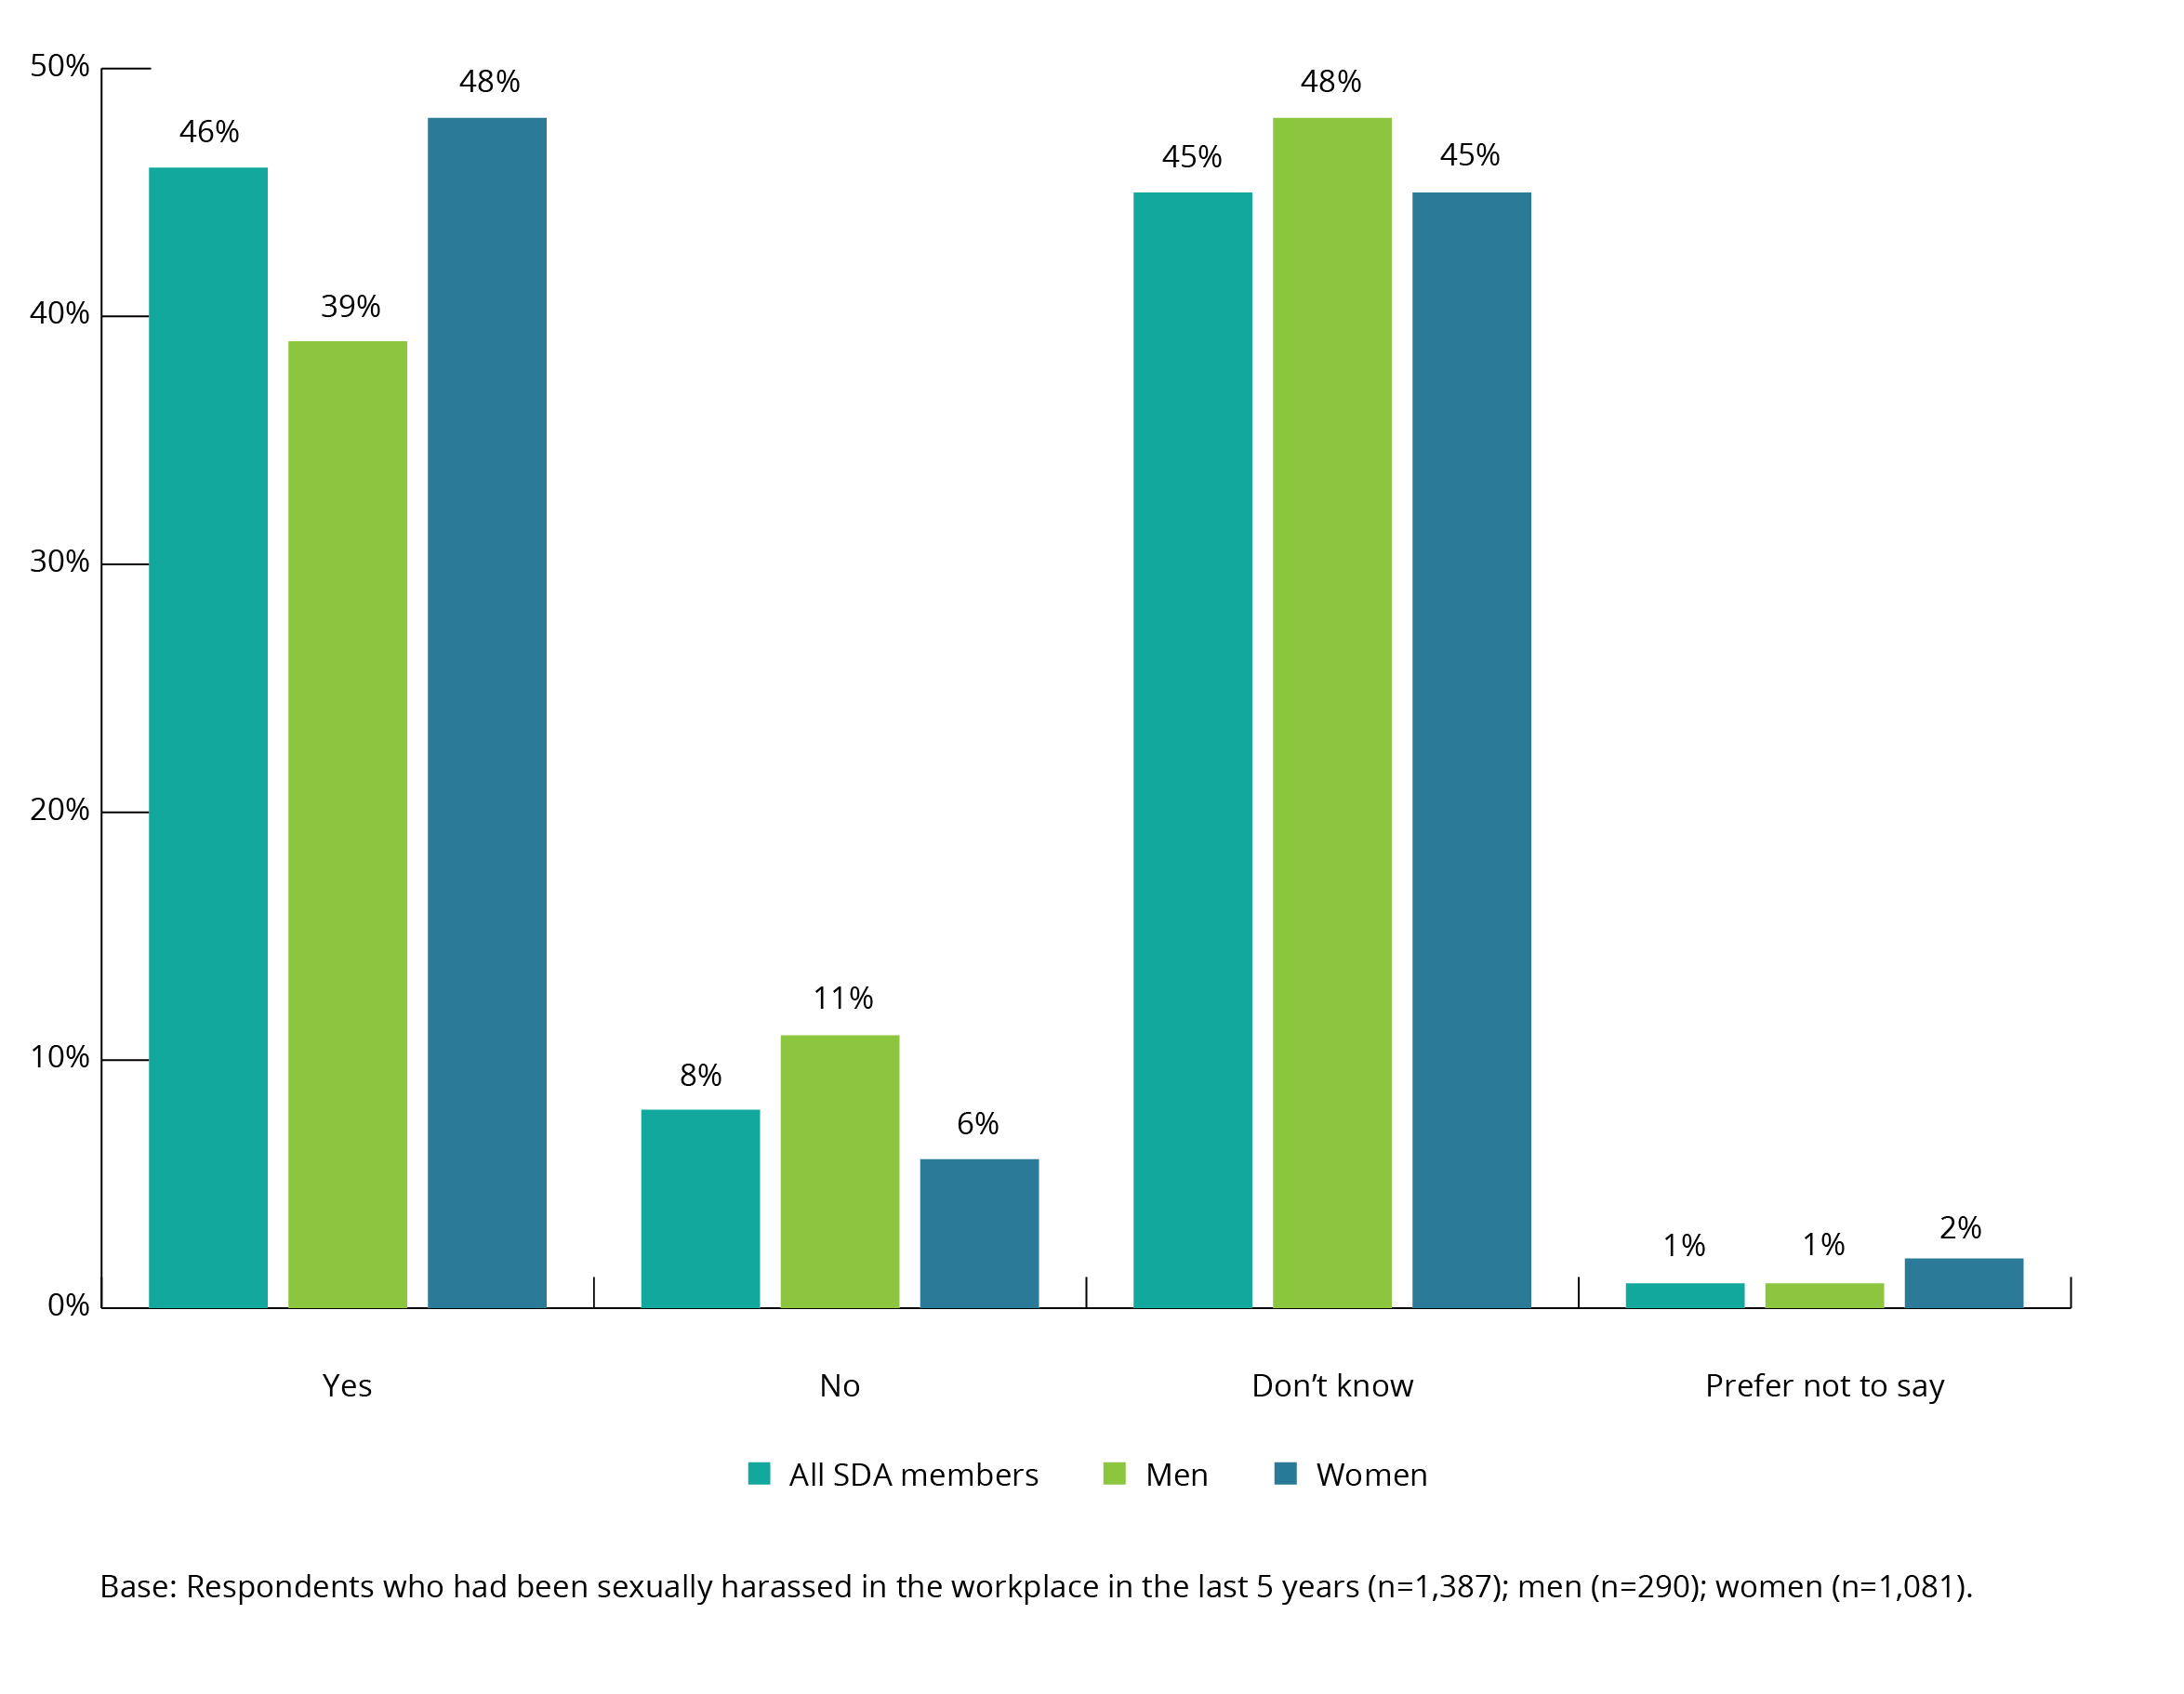 50%
40%
30%
20%
10%
0%
46%
39%
48%
8%
11%
6%
45%
48%
45%
1%
1%
2%
Yes
No
Don’t know
Prefer not to say
All SDA members
Men
Women
Base: Respondents who had been sexually harassed in the workplace in the last 5 years (n=1,387); men (n=290); women (n=1,081).